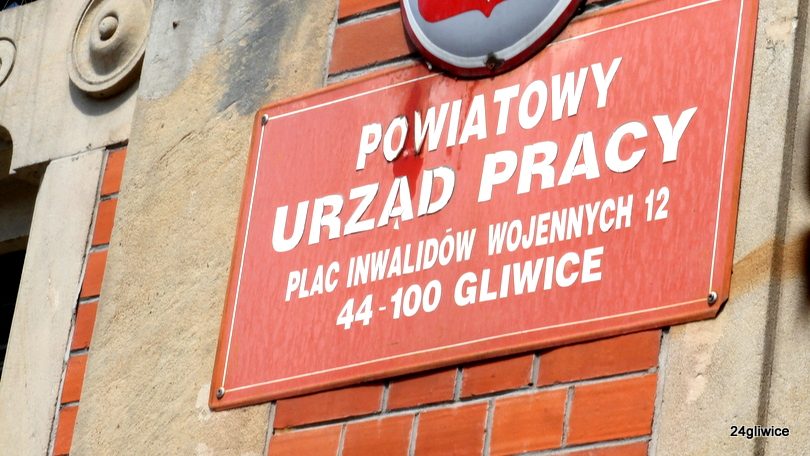 POWIATOWY
URZĄD PRACY
PLAC INWALIDÓW WOJENNYCH 12
44-100 GLIWICE
24gliwice